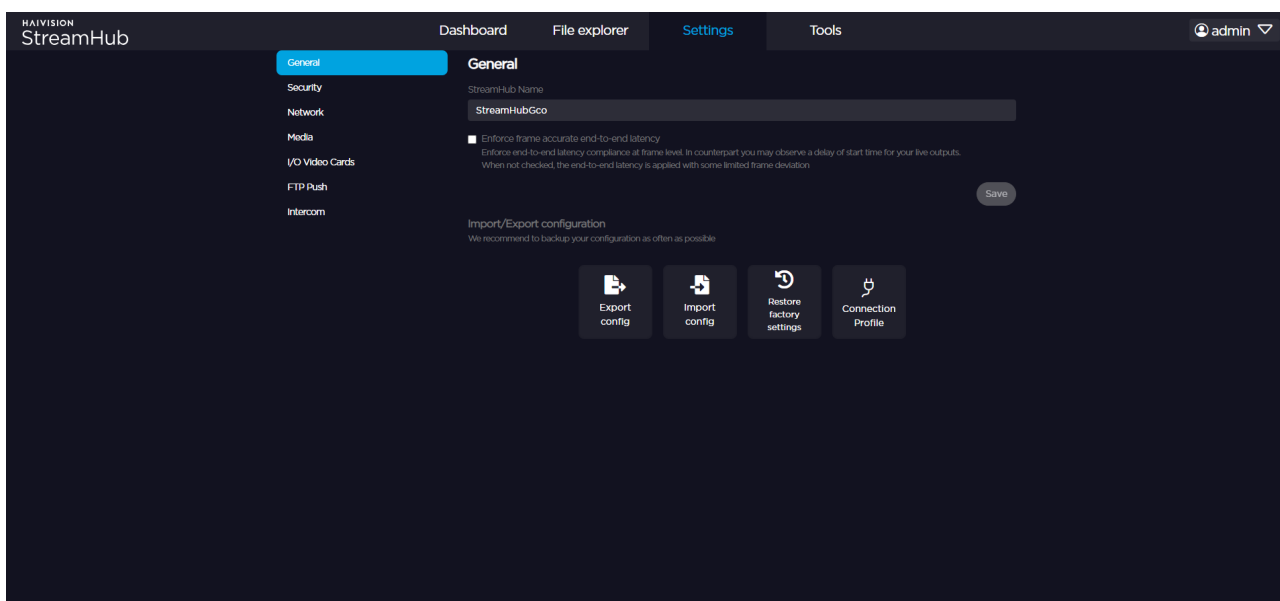 HAIVISION
StreamHub
Dashboard
File explorer
Settings
Tools
admin
General
Security
Network
Media
I/O Video Cards
FTP Push
Intercom
General
StreamHub Name
StreamHubGco
Enforce frame accurate end-to-end latency
Enforce end-to-end latency compliance at frame level. In counterpart you may observe a delay of start time for your live outputs.
When not checked, the end-to-end latency is applied with some limited frame deviation
Save
Import/Export configuration
We recommend to backup your configuration as often as possible
Export
config
Import
config
Restore
factory
settings
Connection
Profile